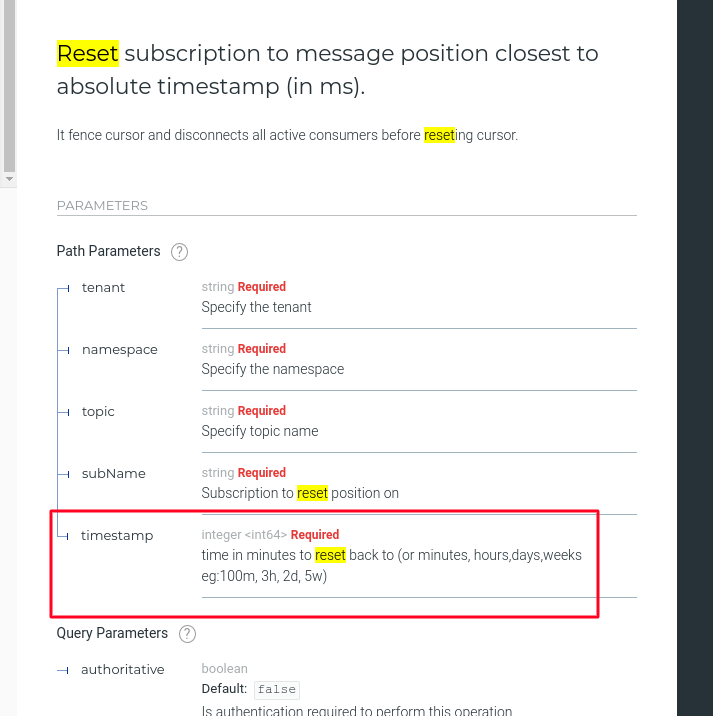 Reset subscription to message position closest to
absolute timestamp (in ms).
It fence cursor and disconnects all active consumers before reseting cursor.
PARAMETERS
Path Parameters ?
tenant
string Required
Specify the tenant
namespace
string Required
Specify the namespace
topic
string Required
Specify topic name
subName
string Required
Subscription to reset position on
timestamp
integer <int64> Required
time in minutes to reset back to (or minutes, hours,days,weeks
eg:100m, 3h, 2d, 5w)
Query Parameters ?
authoritative
boolean
Default: false
Is authentication required to perform this operation